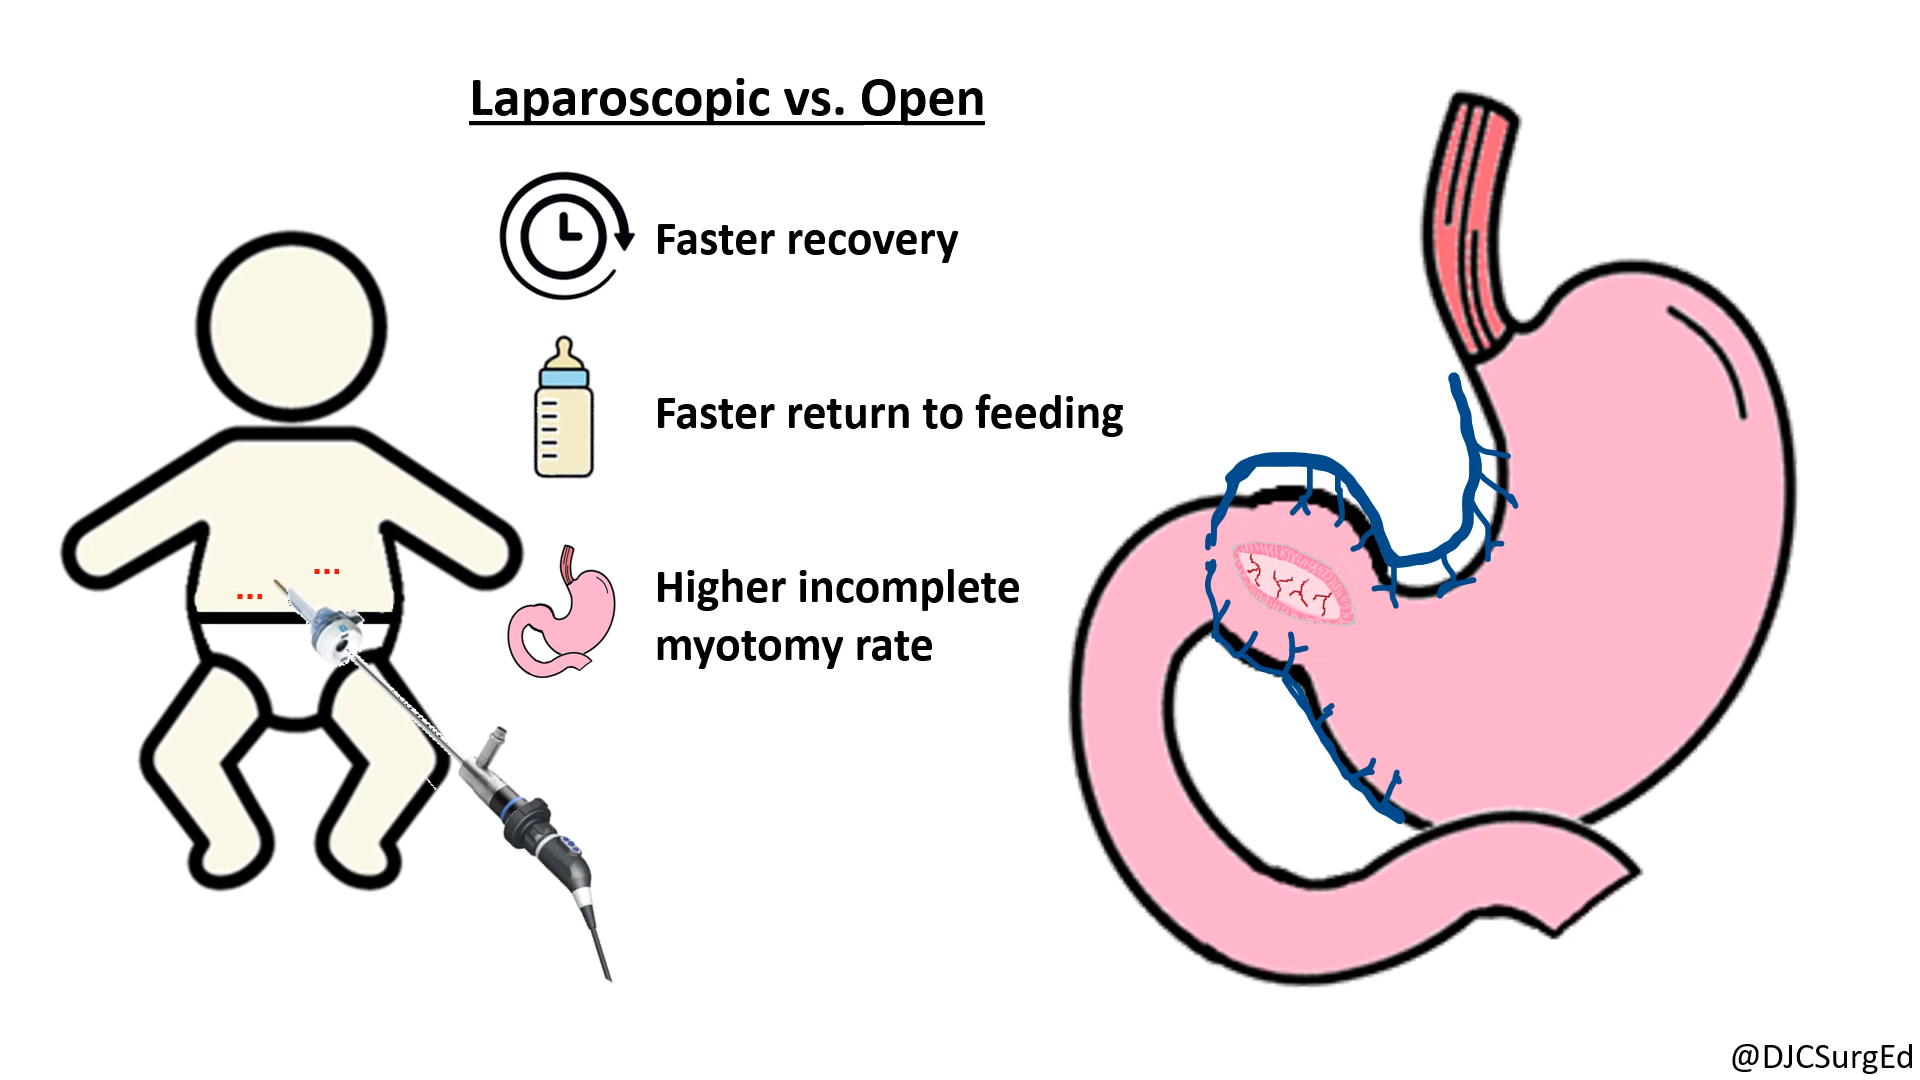 Laparoscopic vs. Open
Faster recovery
Faster return to feeding
Higher incomplete
myotomy rate
@DJCSurgEd